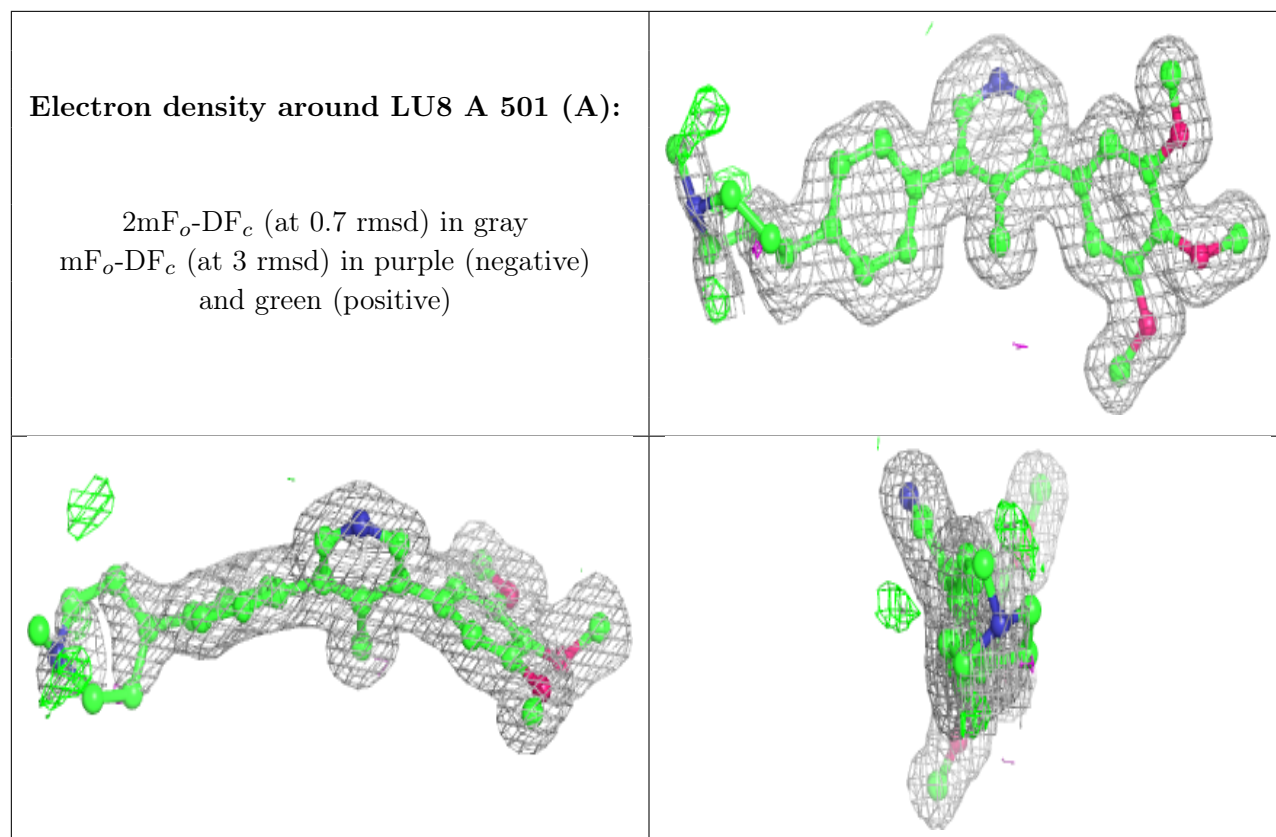 Electron density around LU8 A 501 (A):
2mFₒ-DF𝒸 (at 0.7 rmsd) in gray
mFₒ-DF𝒸 (at 3 rmsd) in purple (negative)
and green (positive)